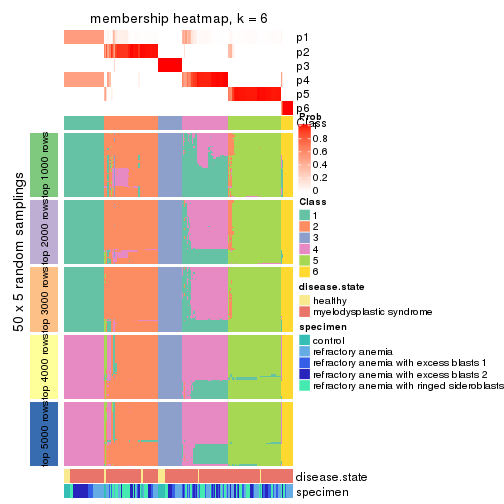 membership heatmap, k = 6
p1
p2
p3
p4
p5
p6
Class
Prob
1
0.8
0.6
0.4
0.2
0
Class
1
2
3
4
5
6
disease.state
healthy
myelodysplastic syndrome
specimen
control
refractory anemia
refractory anemia with excess blasts 1
refractory anemia with excess blasts 2
refractory anemia with ringed sideroblasts
50 x 5 random samplings
top 1000 rows
top 2000 rows
top 3000 rows
top 4000 rows
top 5000 rows
disease.state
specimen